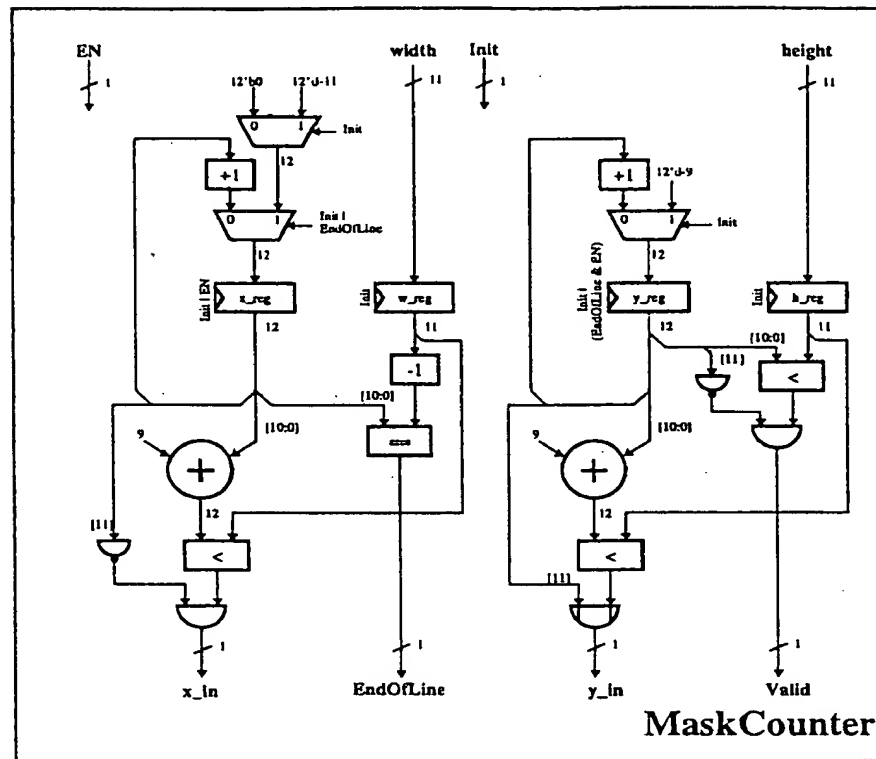 EN
width
Init
height
1
11
1
11
12'b0
12'd-11
0
1
Init
12
+1
+1
12'd-9
0
1
Init |
EndOfLine
0
1
Init
12
12
Init | EN
x_reg
Init
w_reg
Init |
(EndOfLine & EN)
y_reg
Init
h_reg
12
11
12
11
[10:0]
[11]
-1
<
[10:0]
9
+
[10:0]
9
+
[10:0]
12
12
[11]
<
<
[11]
1
1
1
1
x_in
EndOfLine
y_in
Valid
MaskCounter